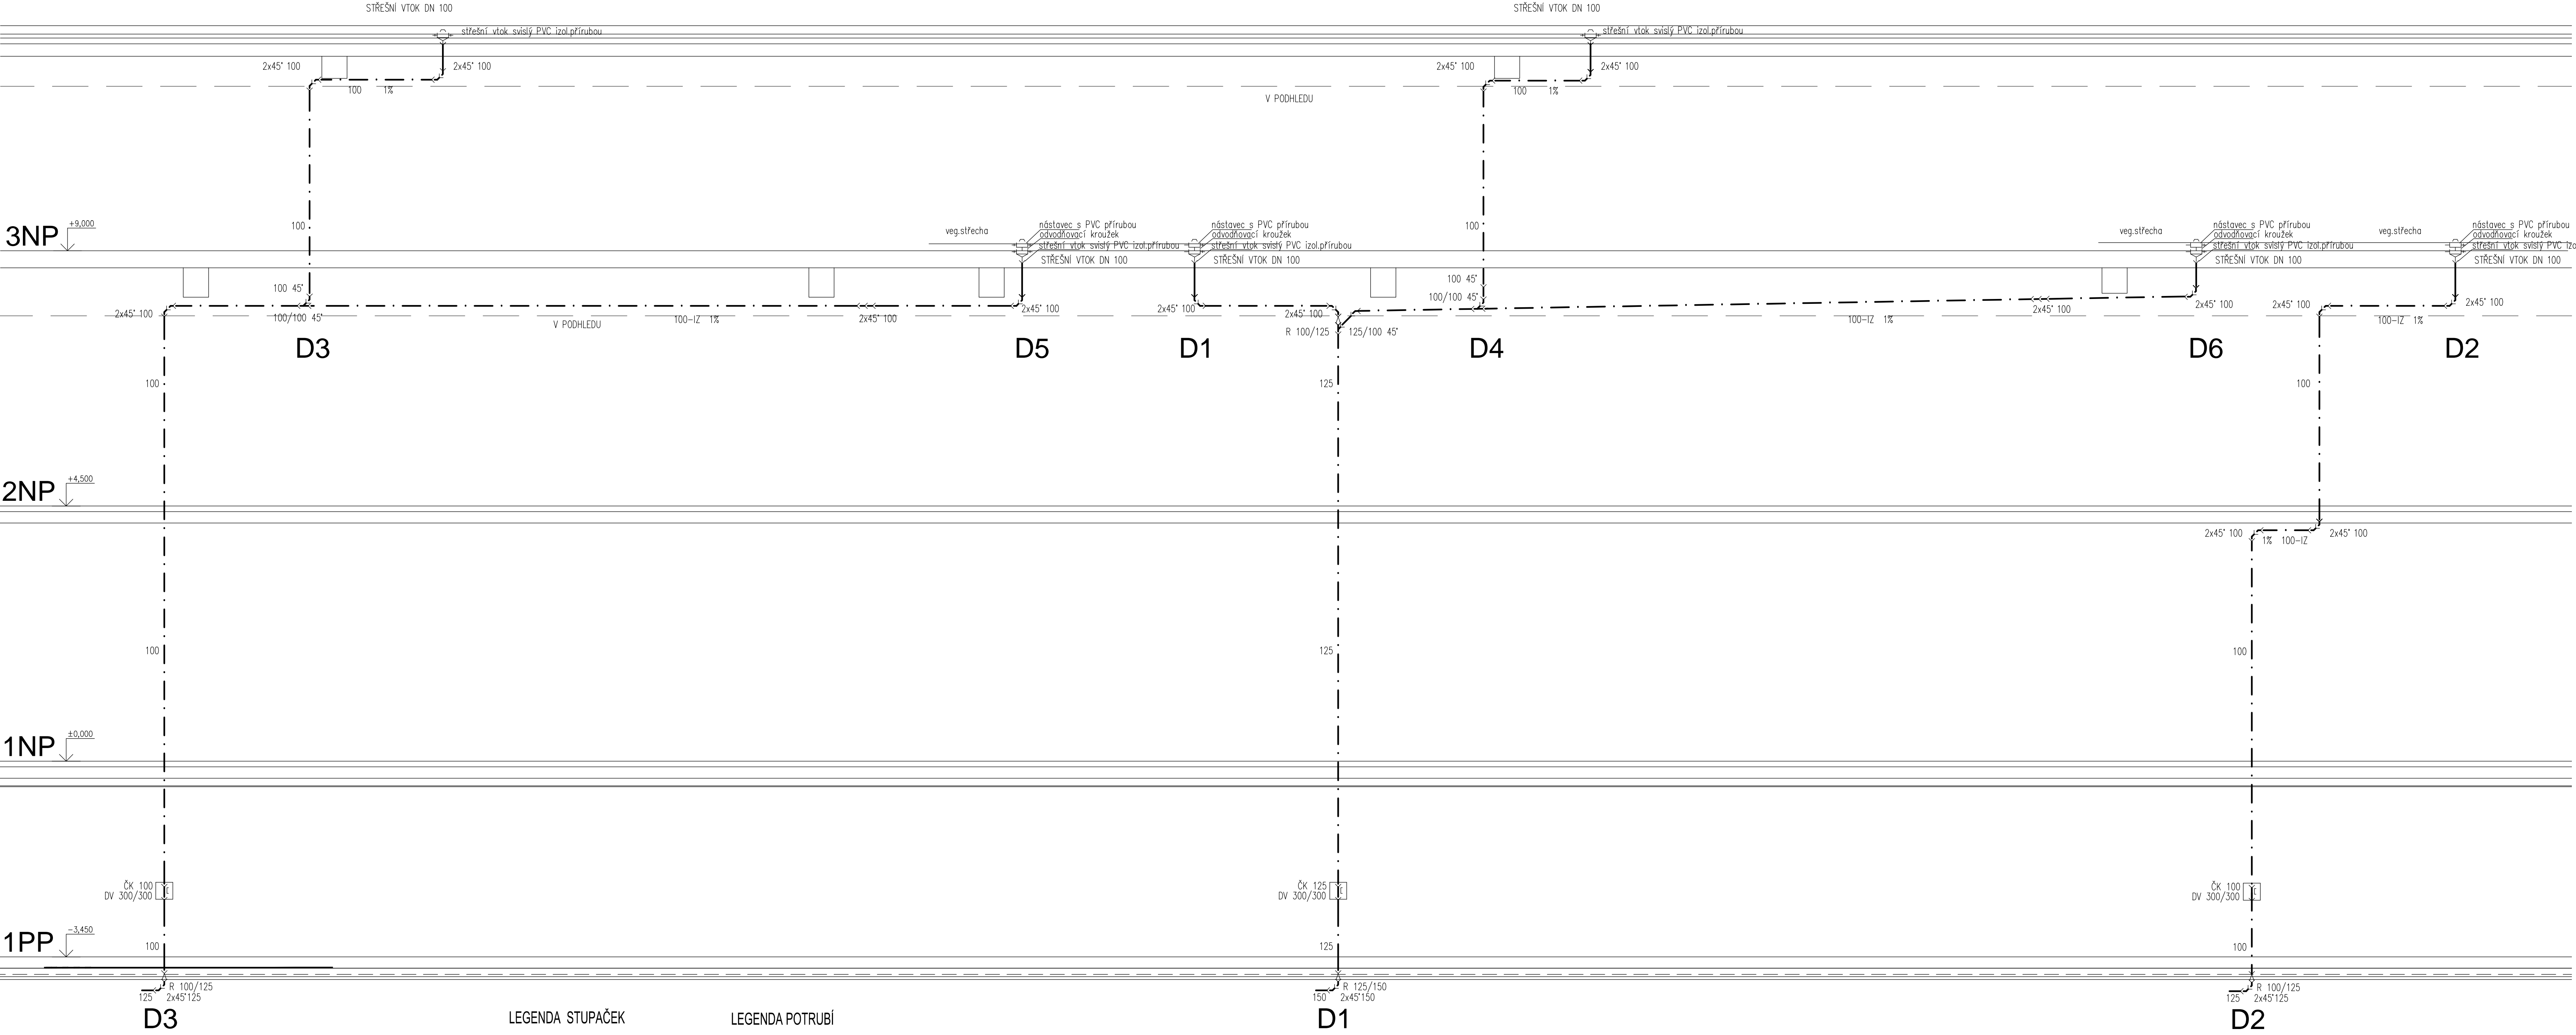 STŘEŠNÍ VTOK DN 100
STŘEŠNÍ VTOK DN 100
střešní vtok svislý PVC izol.přírubou
střešní vtok svislý PVC izol.přírubou
2x45° 100
2x45° 100
2x45° 100
2x45° 100
100 1%
100 1%
V PODHLEDU
3NP
+9,000
100
100
veg.střecha
nástavec s PVC přírubou
odvodňovací kroužek
střešní vtok svislý PVC izol.přírubou
STŘEŠNÍ VTOK DN 100
nástavec s PVC přírubou
odvodňovací kroužek
střešní vtok svislý PVC izol.přírubou
STŘEŠNÍ VTOK DN 100
veg.střecha
nástavec s PVC přírubou
odvodňovací kroužek
střešní vtok svislý PVC izol.přírubou
STŘEŠNÍ VTOK DN 100
veg.střecha
nástavec s PVC přírubou
odvodňovací kroužek
střešní vtok svislý PVC izo
STŘEŠNÍ VTOK DN 100
100 45°
100 45°
100/100 45°
2x45° 100
100/100 45°
V PODHLEDU
100-IZ 1%
2x45° 100
2x45° 100
2x45° 100
2x45° 100
R 100/125
125/100 45°
100-IZ 1%
2x45° 100
2x45° 100
2x45° 100
2x45° 100
100-IZ 1%
D3
D5
D1
D4
D6
D2
100
125
100
2NP
+4,500
2x45° 100
1% 100-IZ
2x45° 100
100
125
100
1NP
±0,000
ČK 100
DV 300/300
ČK 125
DV 300/300
ČK 100
DV 300/300
1PP
-3,450
100
125
100
R 100/125
125 2x45°125
R 125/150
150 2x45°150
R 100/125
125 2x45°125
D3
LEGENDA STUPAČEK
LEGENDA POTRUBÍ
D1
D2